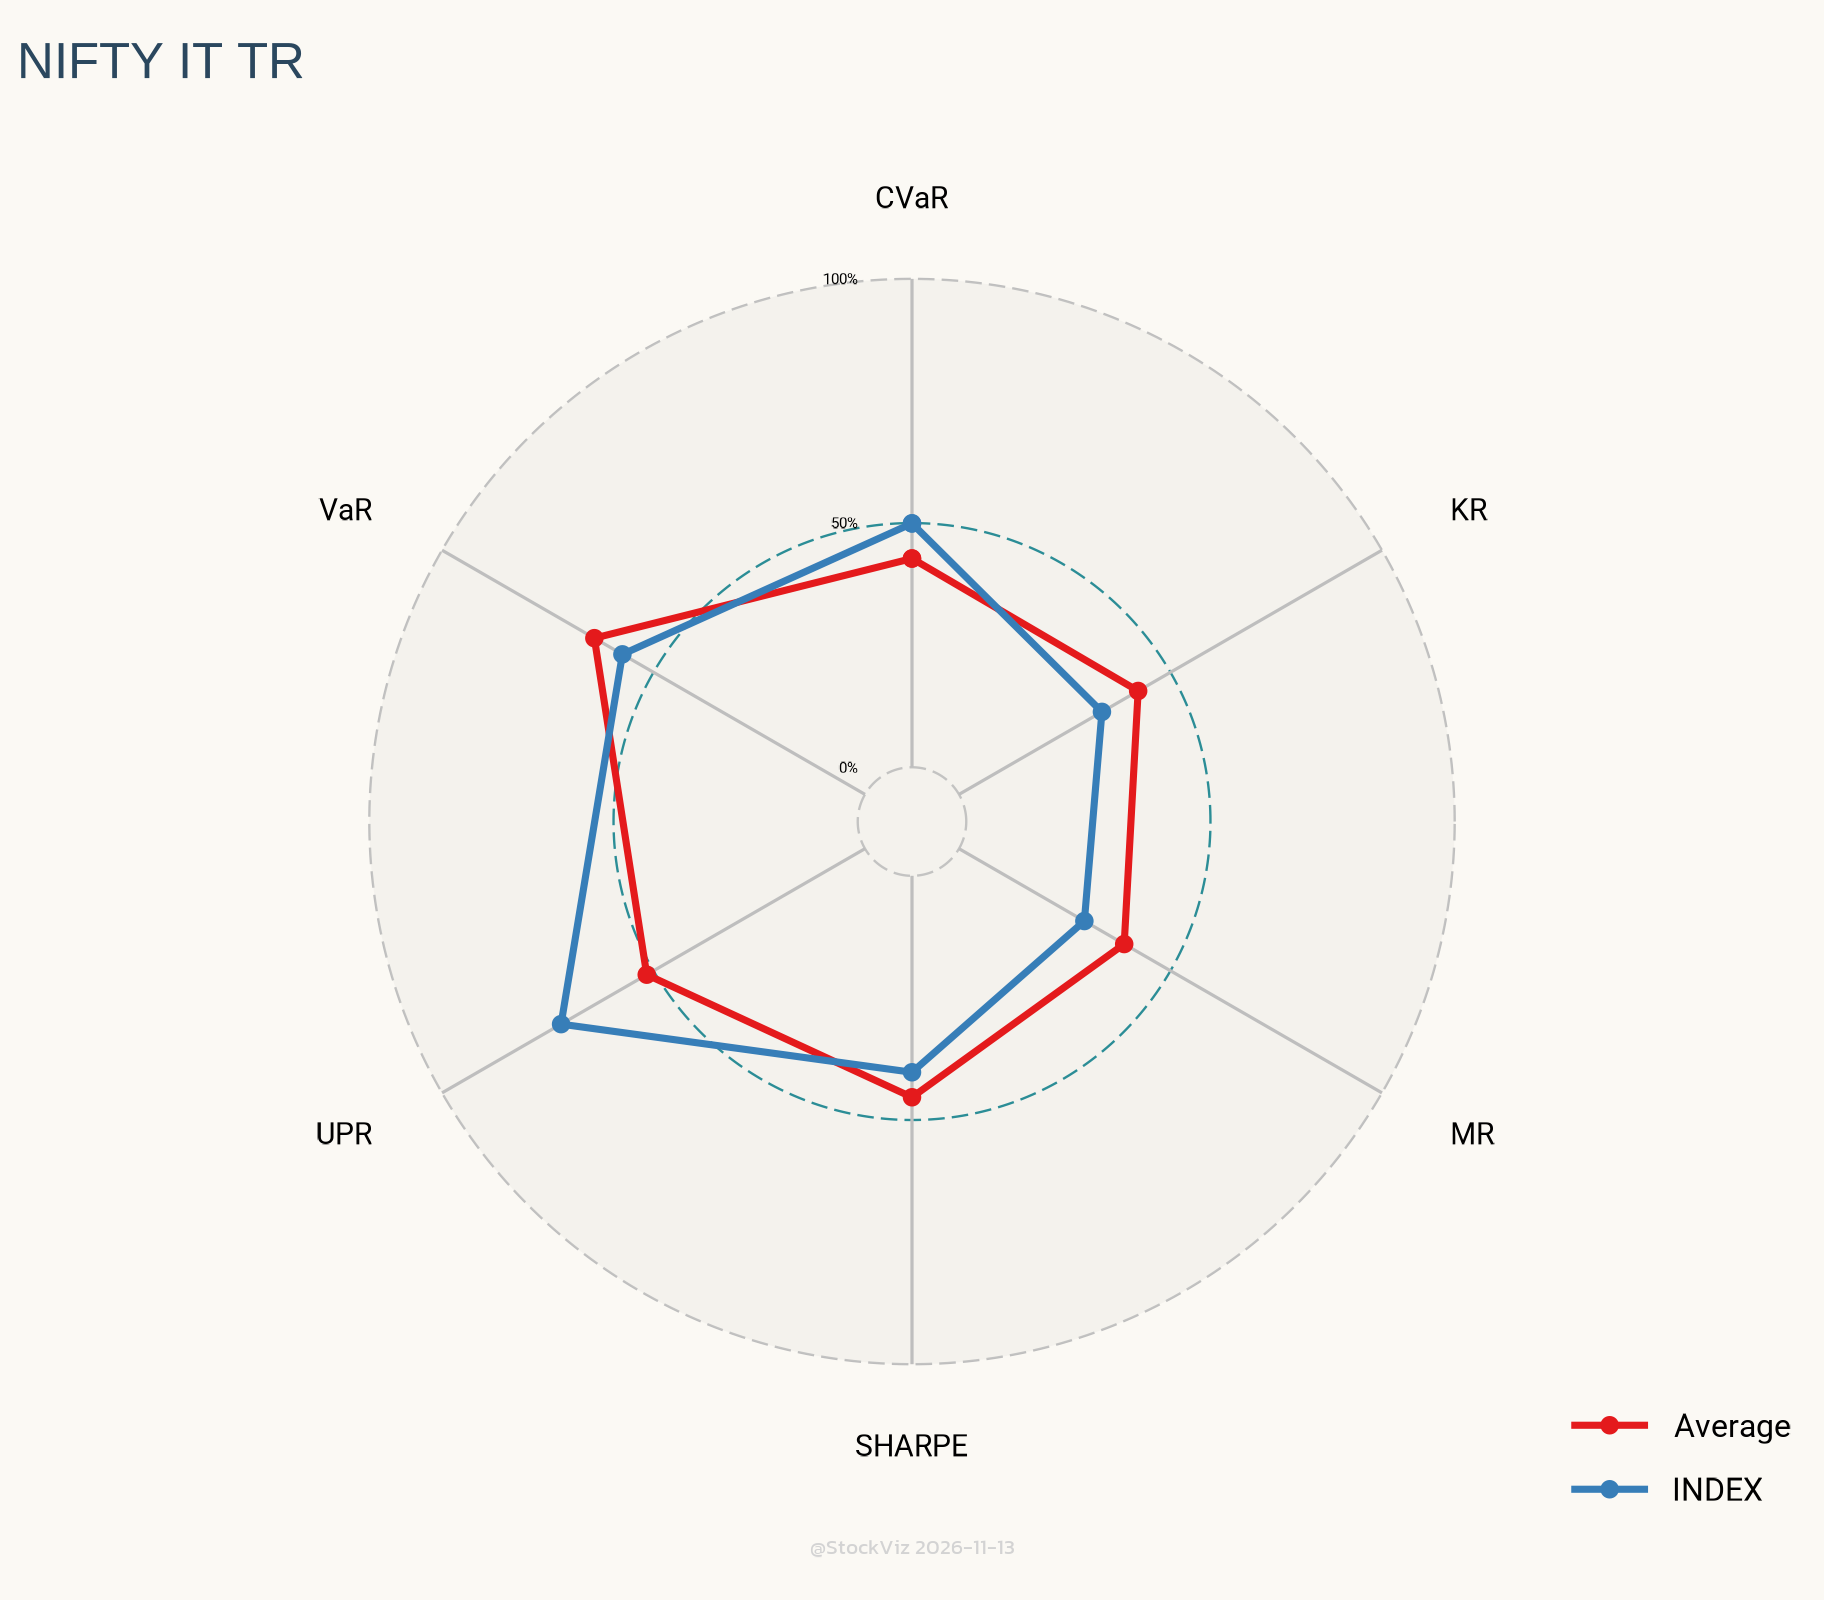 NIFTY IT TR
CVaR
100%
VaR
KR
50%
0%
UPR
MR
SHARPE
Average
INDEX
@StockViz 2026-11-13